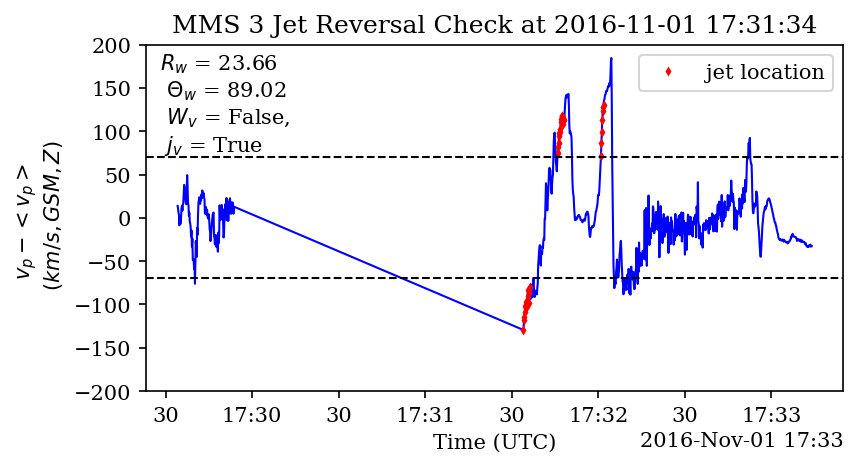 MMS 3 Jet Reversal Check at 2016-11-01 17:31:34
R_w = 23.66
Θ_w = 89.02
W_v = False,
j_v = True
jet location
200
150
100
50
0
−50
−100
−150
−200
v_p − < v_p >
(km/s, GSM, Z)
30 17:30 30 17:31 30 17:32 30 17:33
Time (UTC)
2016-Nov-01 17:33